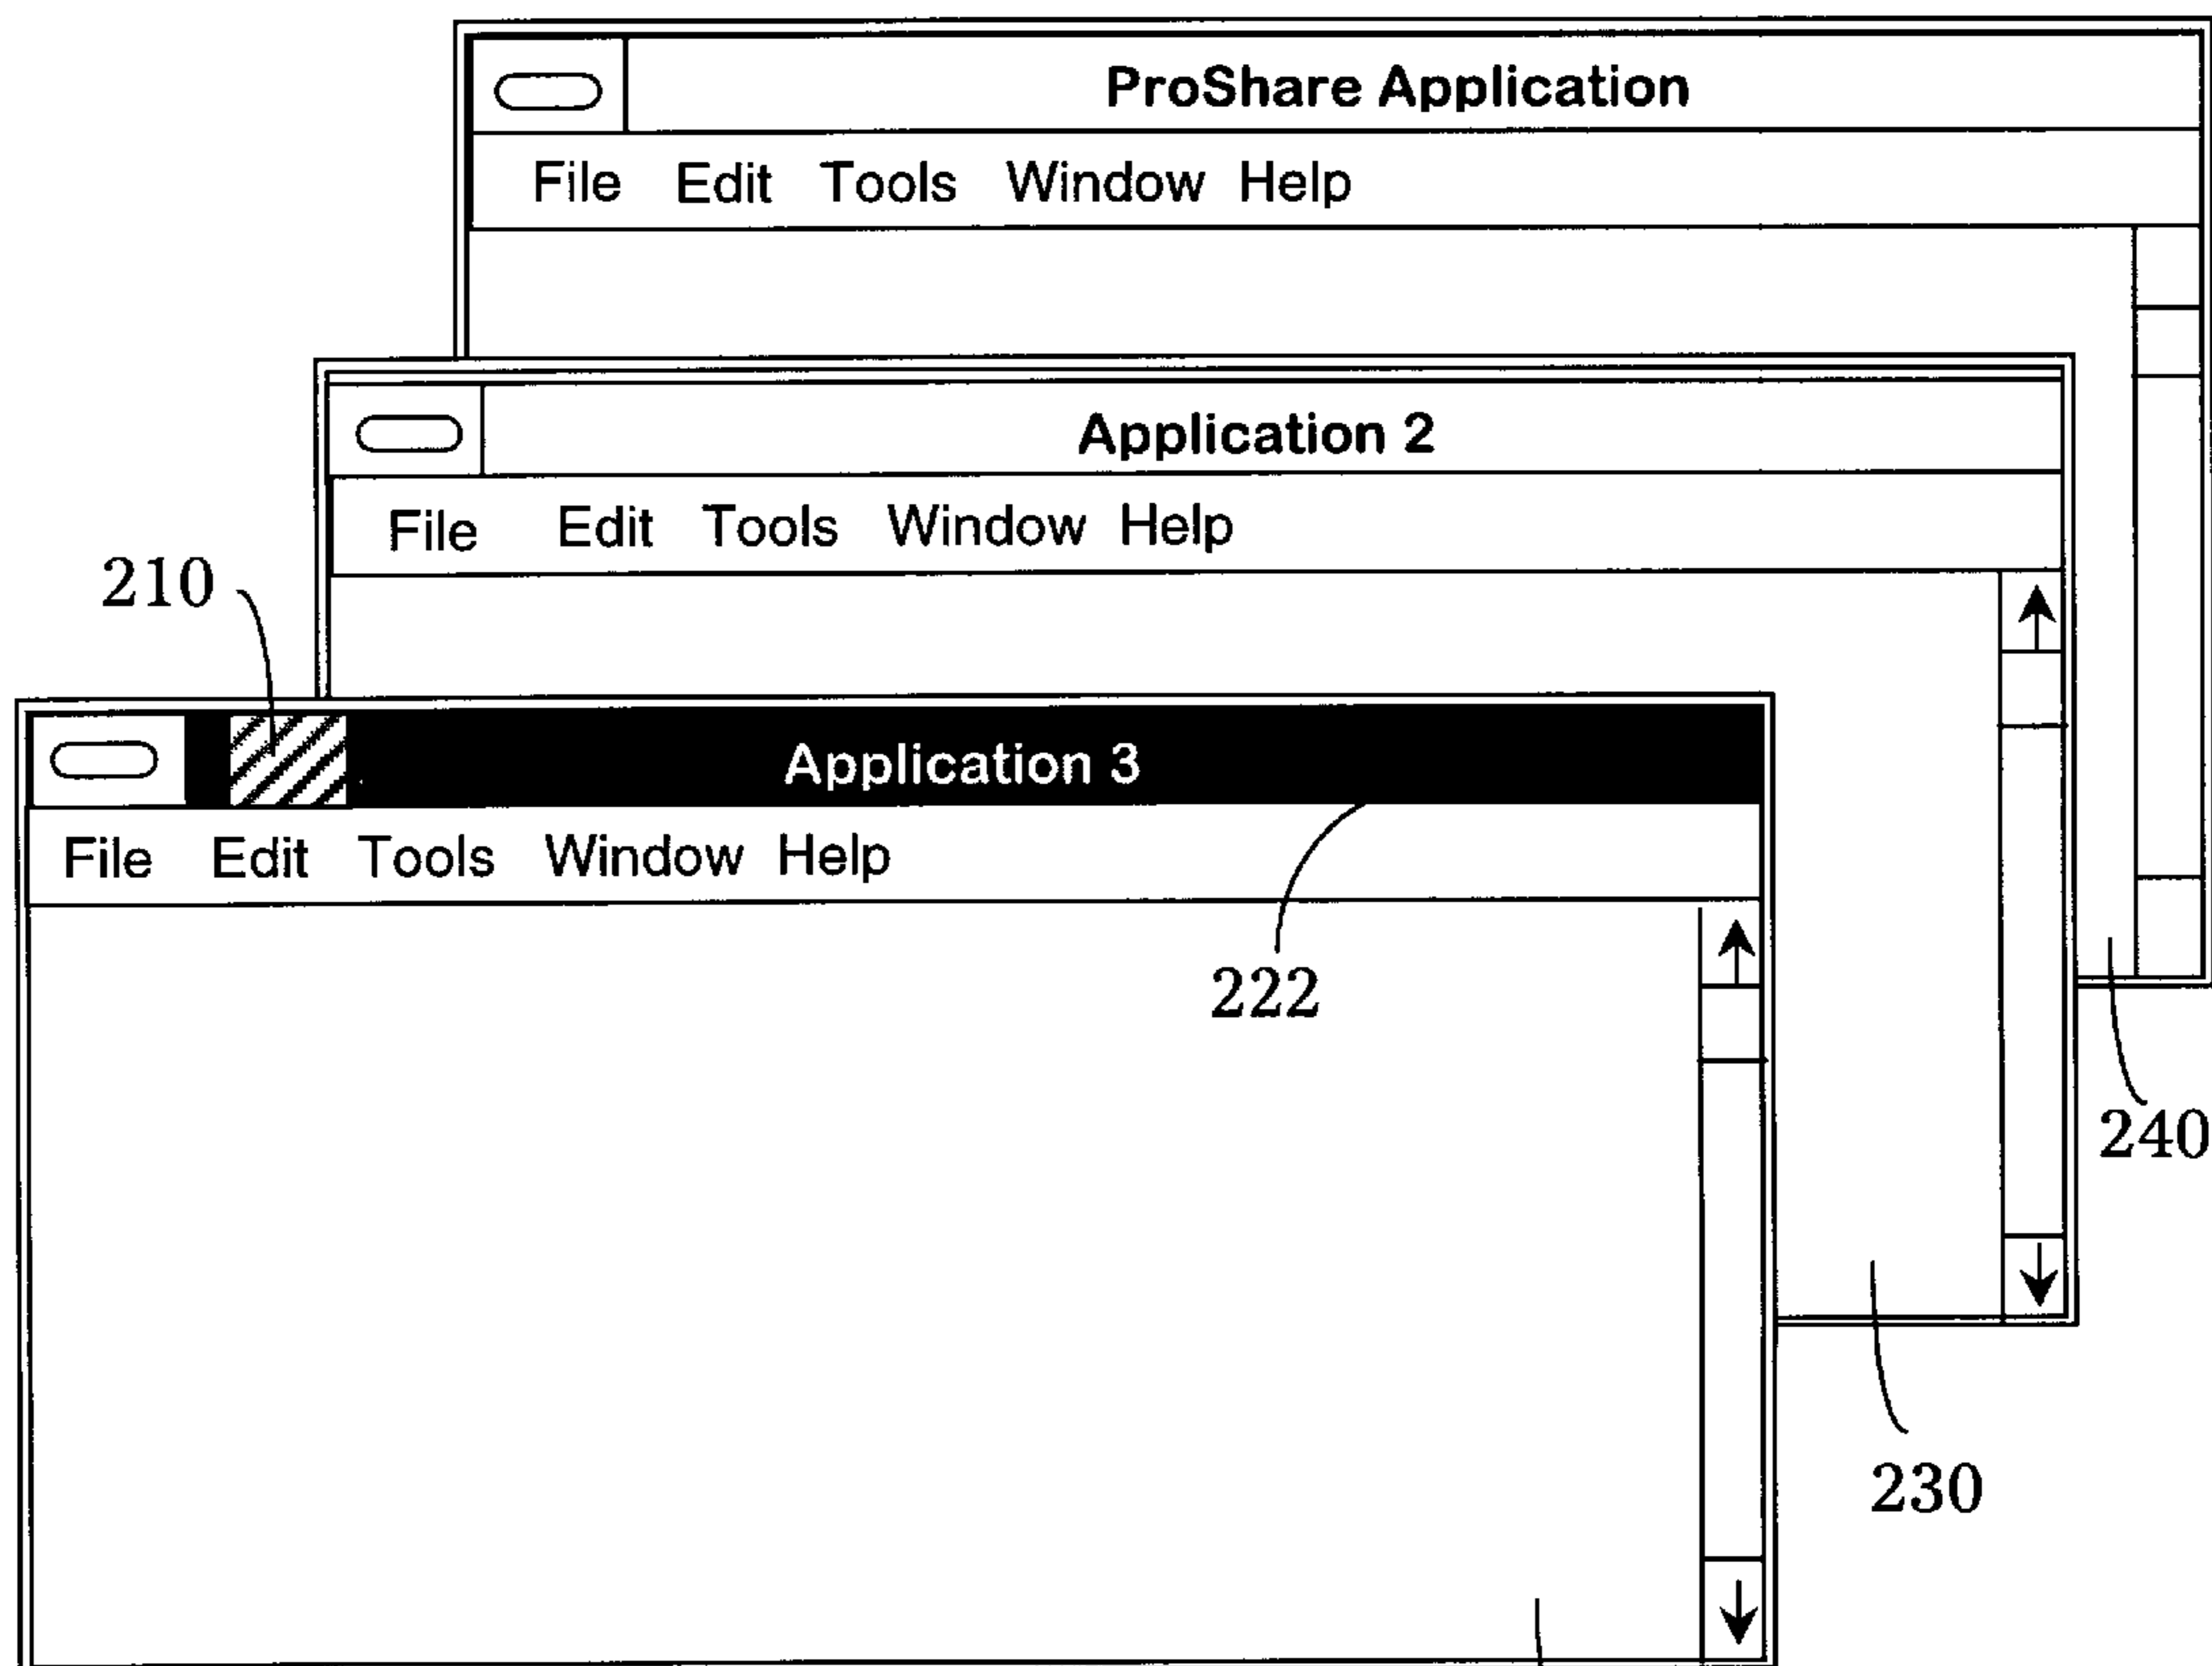 ProShare Application
File Edit Tools Window Help
Application 2
File Edit Tools Window Help
210
Application 3
File Edit Tools Window Help
222
240
230